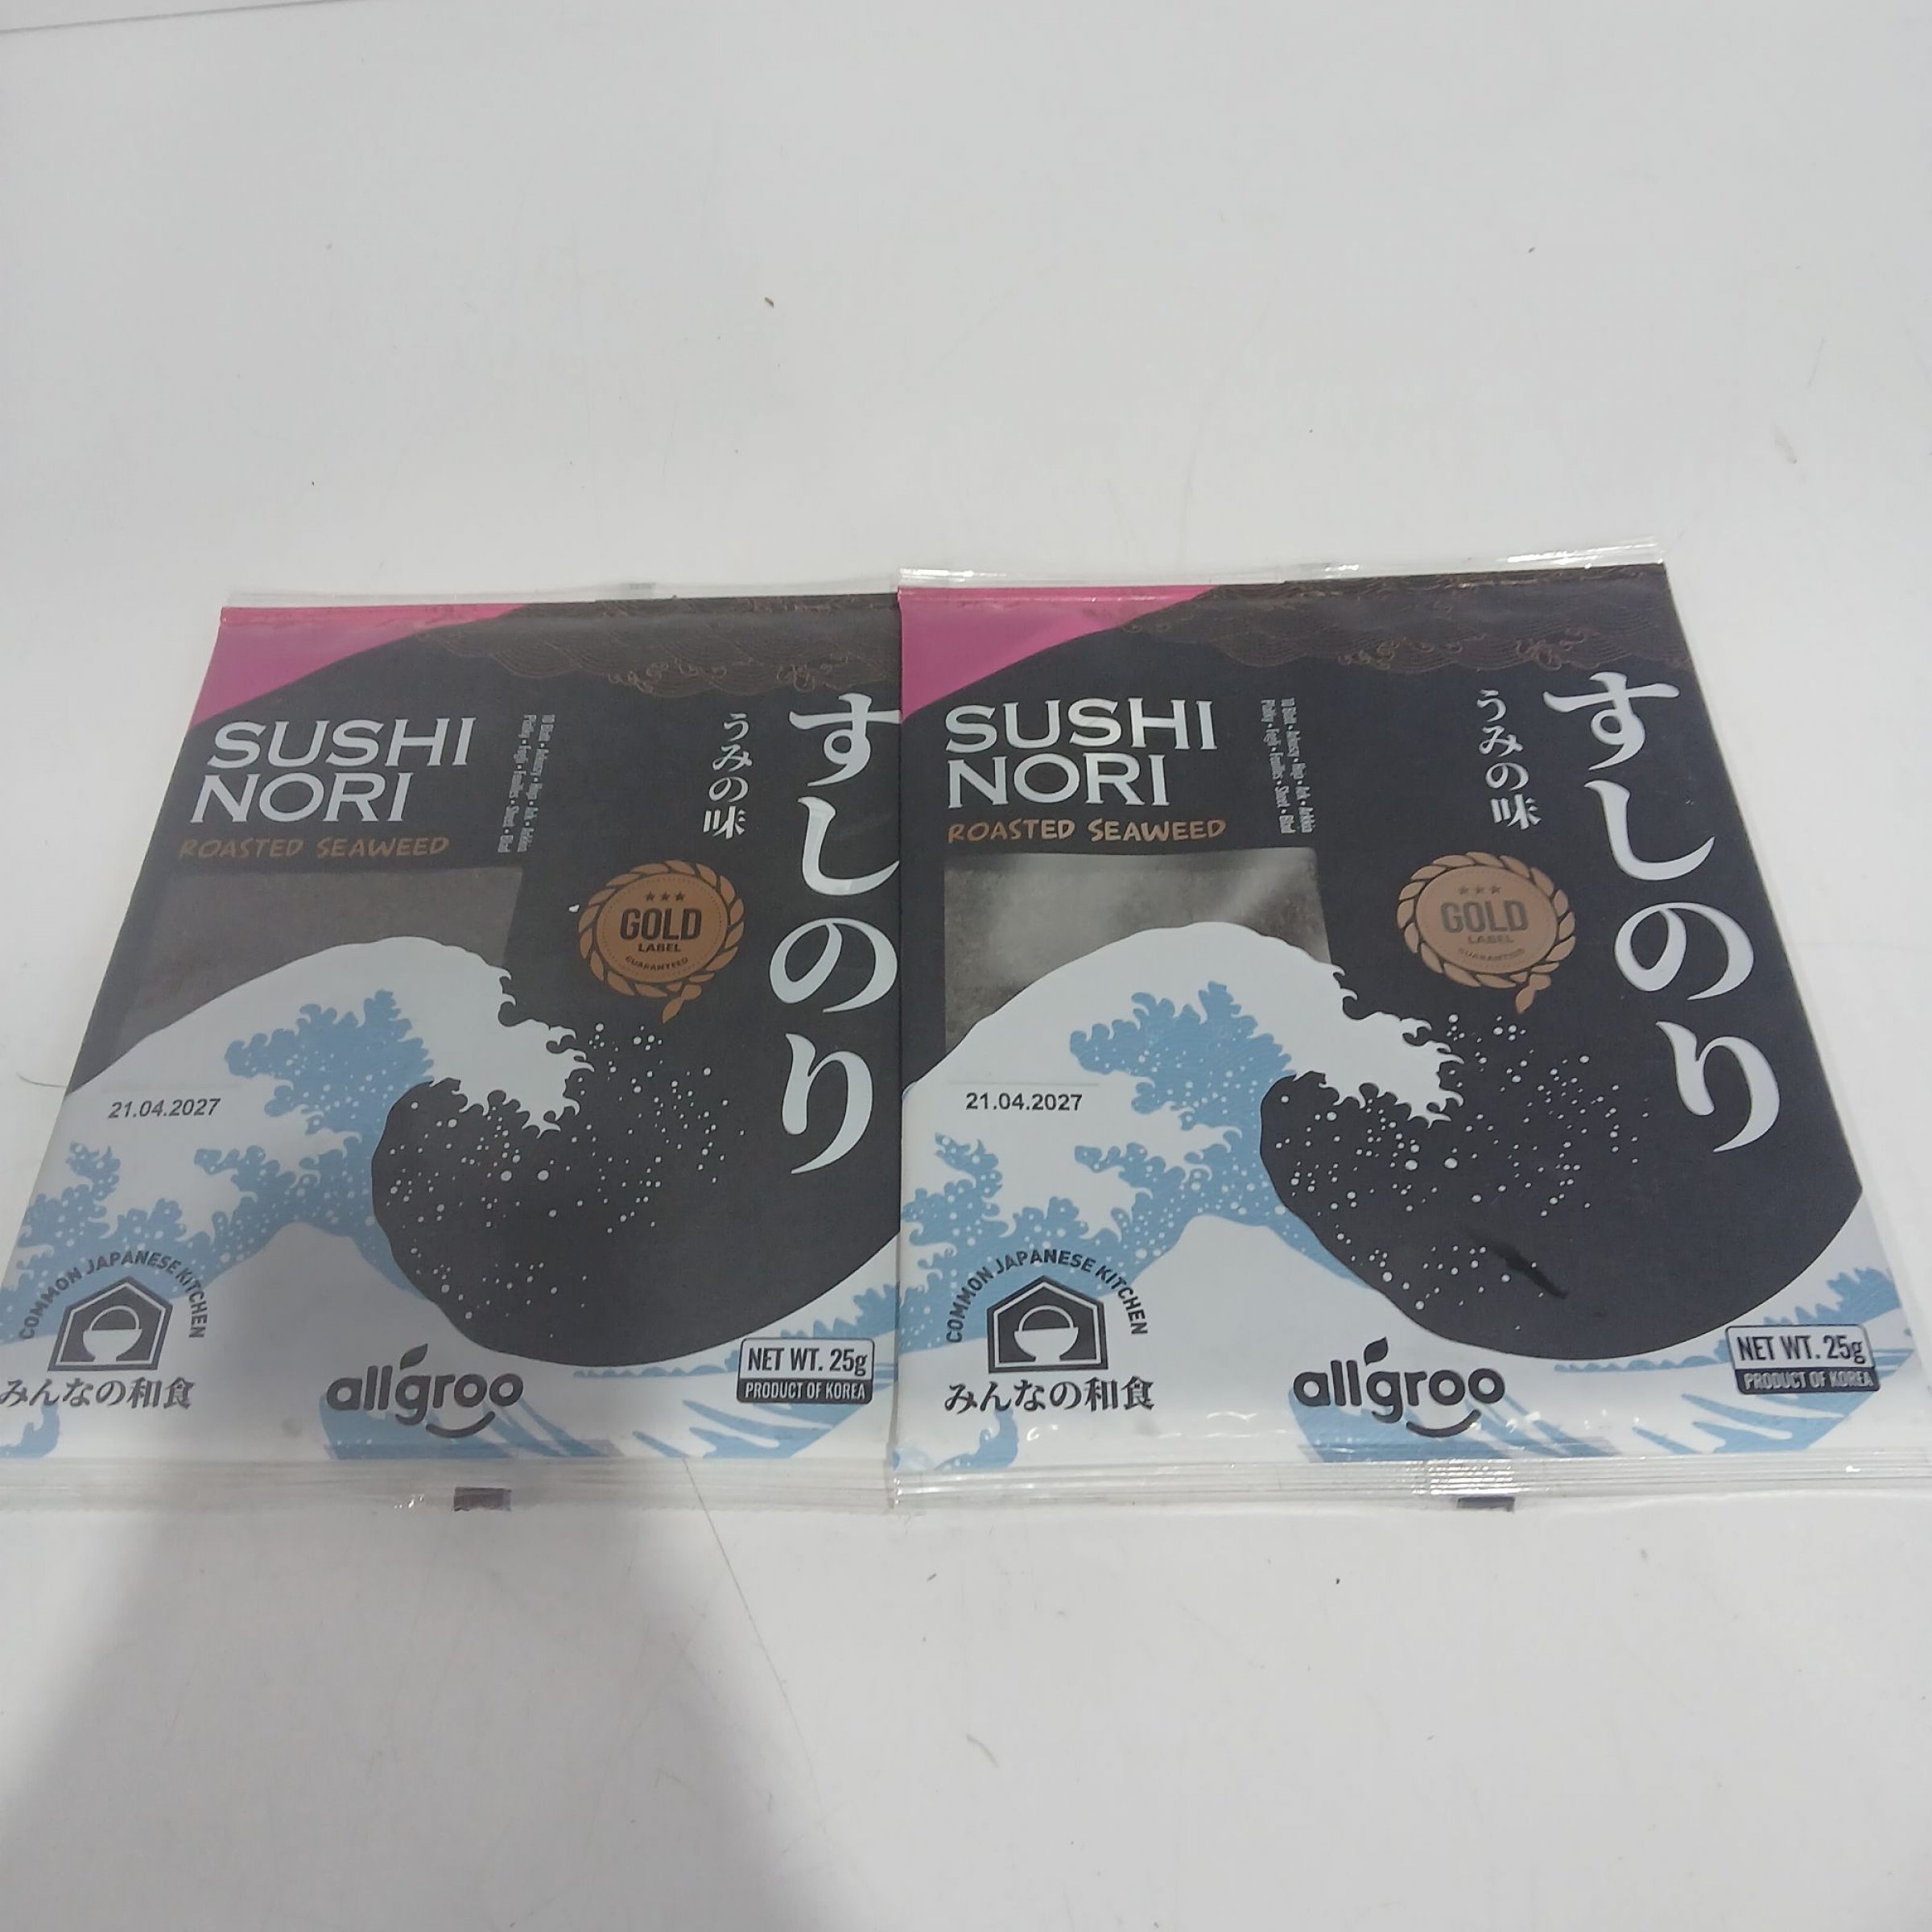 SUSHI
NORI
ROASTED SEAWEED
うみの味
すしのり
GOLD
LABEL
GUARANTEED
21.04.2027
COMMON JAPANESE KITCHEN
みんなの和食
allgroo
NET WT. 25g
PRODUCT OF KOREA
SUSHI
NORI
ROASTED SEAWEED
うみの味
すしのり
GOLD
LABEL
GUARANTEED
21.04.2027
COMMON JAPANESE KITCHEN
みんなの和食
allgroo
NET WT. 25g
PRODUCT OF KOREA